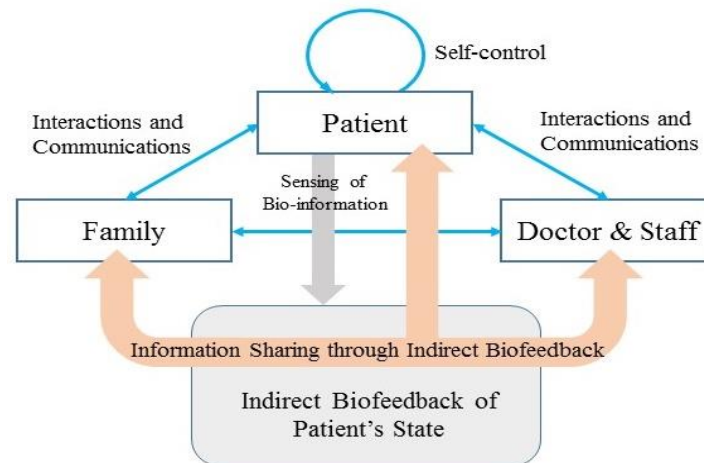 Self-control
Interactions and
Communications
Patient
Interactions and
Communications
Sensing of
Bio-information
Family
Doctor & Staff
Information Sharing through Indirect Biofeedback
Indirect Biofeedback of
Patient’s State